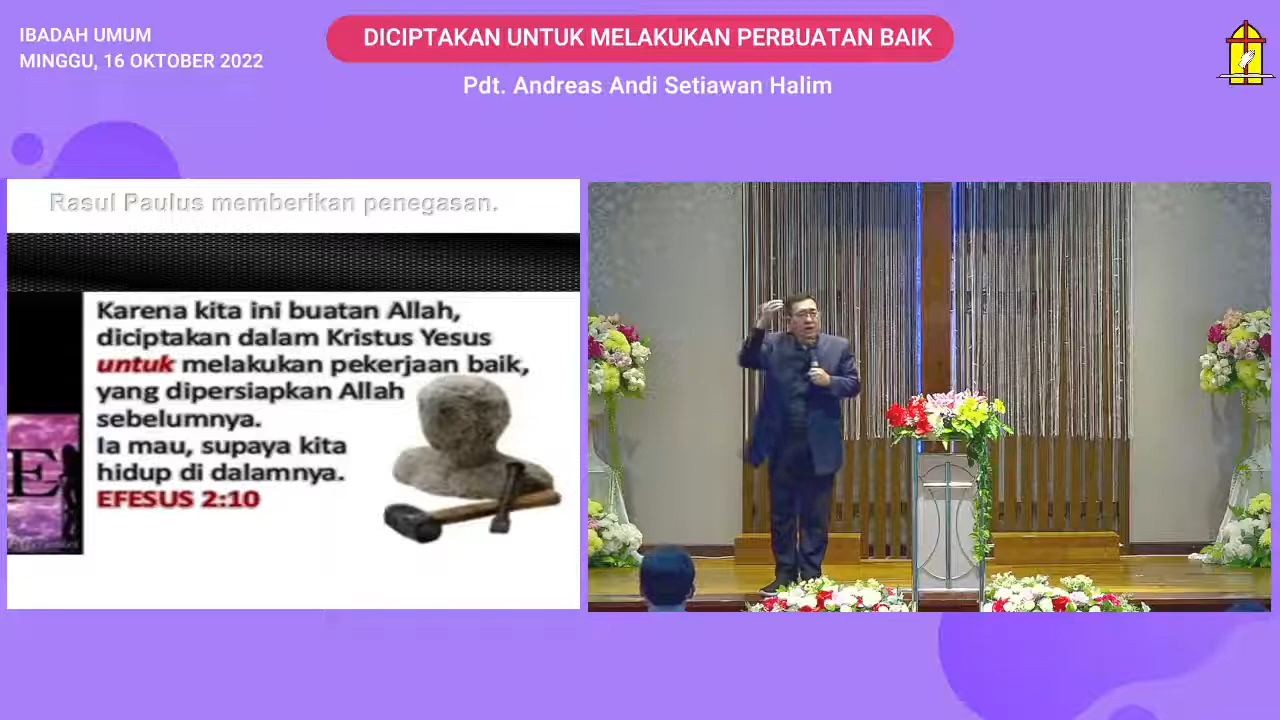 IBADAH UMUM
MINGGU, 16 OKTOBER 2022
DICIPTAKAN UNTUK MELAKUKAN PERBUATAN BAIK
Pdt. Andreas Andi Setiawan Halim
Rasul Paulus memberikan penegasan.
Karena kita ini buatan Allah,
diciptakan dalam Kristus Yesus
untuk melakukan pekerjaan baik,
yang dipersiapkan Allah
sebelumnya.
Ia mau, supaya kita
hidup di dalamnya.
EFESUS 2:10
E